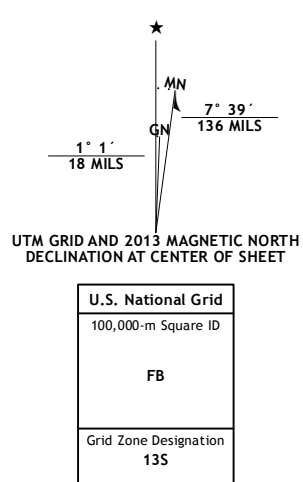 ★
MN
GN
7° 39´
136 MILS
1° 1´
18 MILS
UTM GRID AND 2013 MAGNETIC NORTH
DECLINATION AT CENTER OF SHEET
U.S. National Grid
100,000-m Square ID
FB
Grid Zone Designation
13S